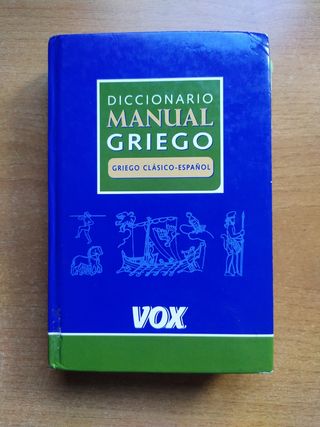 DICCIONARIO
MANUAL
GRIEGO
GRIEGO CLÁSICO-ESPAÑOL
VOX